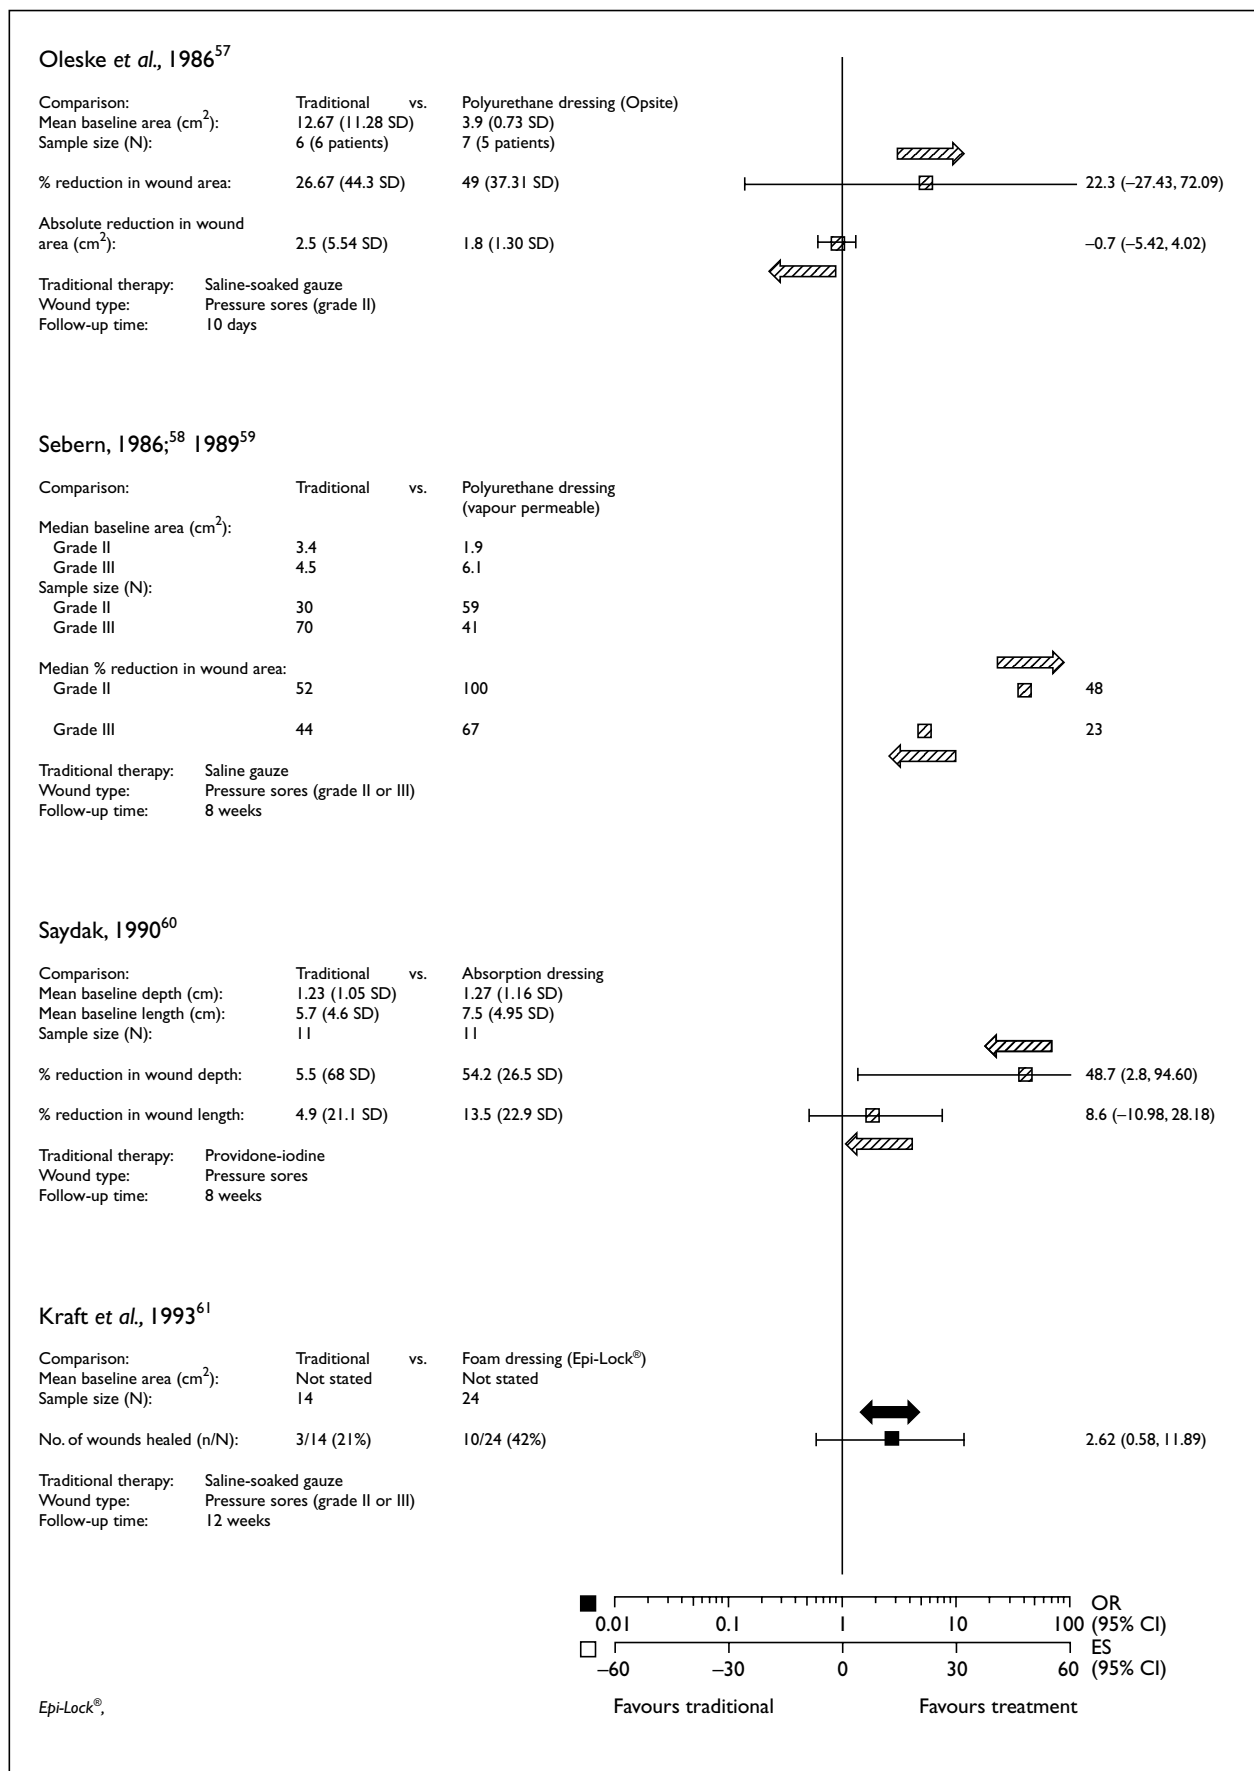 Oleske et al., 1986⁵⁷
Comparison: Traditional vs. Polyurethane dressing (Opsite)
Mean baseline area (cm²): 12.67 (11.28 SD) 3.9 (0.73 SD)
Sample size (N): 6 (6 patients) 7 (5 patients)
% reduction in wound area: 26.67 (44.3 SD) 49 (37.31 SD) 22.3 (–27.43, 72.09)
Absolute reduction in wound
area (cm²): 2.5 (5.54 SD) 1.8 (1.30 SD) –0.7 (–5.42, 4.02)
Traditional therapy: Saline-soaked gauze
Wound type: Pressure sores (grade II)
Follow-up time: 10 days
Sebern, 1986;⁵⁸ 1989⁵⁹
Comparison: Traditional vs. Polyurethane dressing
(vapour permeable)
Median baseline area (cm²):
Grade II 3.4 1.9
Grade III 4.5 6.1
Sample size (N):
Grade II 30 59
Grade III 70 41
Median % reduction in wound area:
Grade II 52 100 48
Grade III 44 67 23
Traditional therapy: Saline gauze
Wound type: Pressure sores (grade II or III)
Follow-up time: 8 weeks
Saydak, 1990⁶⁰
Comparison: Traditional vs. Absorption dressing
Mean baseline depth (cm): 1.23 (1.05 SD) 1.27 (1.16 SD)
Mean baseline length (cm): 5.7 (4.6 SD) 7.5 (4.95 SD)
Sample size (N): 11 11
% reduction in wound depth: 5.5 (68 SD) 54.2 (26.5 SD) 48.7 (2.8, 94.60)
% reduction in wound length: 4.9 (21.1 SD) 13.5 (22.9 SD) 8.6 (–10.98, 28.18)
Traditional therapy: Providone-iodine
Wound type: Pressure sores
Follow-up time: 8 weeks
Kraft et al., 1993⁶¹
Comparison: Traditional vs. Foam dressing (Epi-Lock®)
Mean baseline area (cm²): Not stated Not stated
Sample size (N): 14 24
No. of wounds healed (n/N): 3/14 (21%) 10/24 (42%) 2.62 (0.58, 11.89)
Traditional therapy: Saline-soaked gauze
Wound type: Pressure sores (grade II or III)
Follow-up time: 12 weeks
OR
0.01 0.1 1 10 100 (95% CI)
ES
–60 –30 0 30 60 (95% CI)
Epi-Lock®, Favours traditional Favours treatment